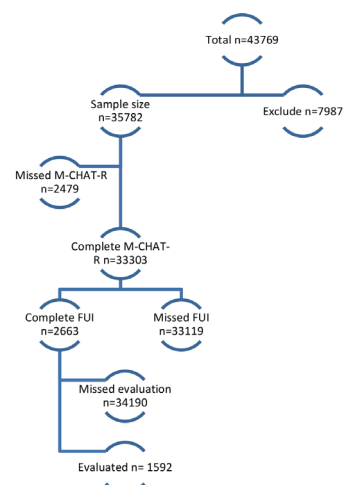 Total n=43769
Sample size
n=35782
Exclude n=7987
Missed M-CHAT-R
n=2479
Complete M-CHAT-
R n=33303
Complete FUI
n=2663
Missed FUI
n=33119
Missed evaluation
n=34190
Evaluated n= 1592